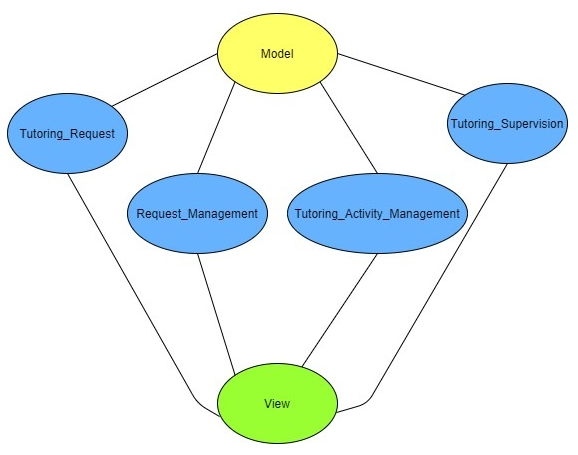 Model
Tutoring_Request
Tutoring_Supervision
Request_Management
Tutoring_Activity_Management
View